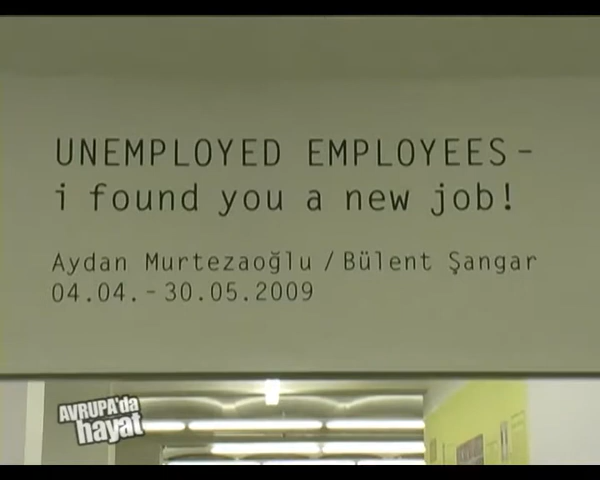 UNEMPLOYED EMPLOYEES –
i found you a new job!
Aydan Murtezaoğlu / Bülent Şangar
04.04. – 30.05.2009
AVRUPA'da
hayat